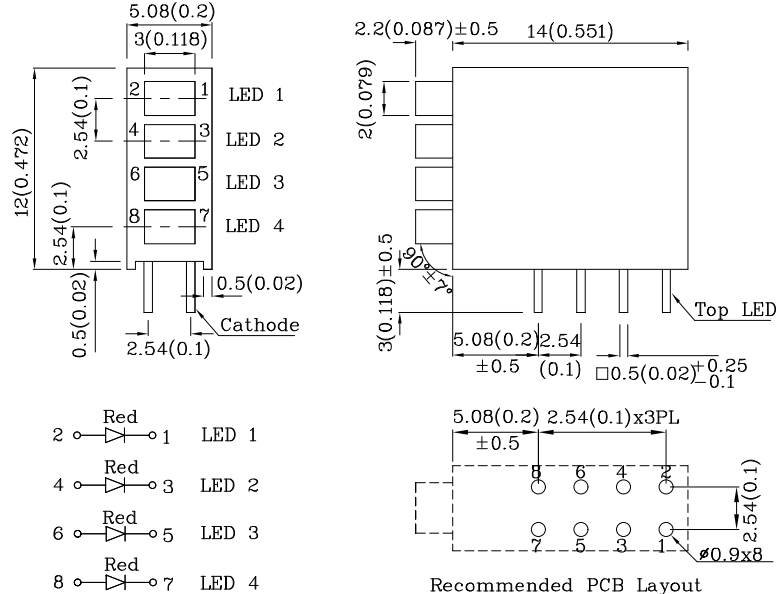 5.08(0.2)
3(0.118)
2 1 LED 1
4 3 LED 2
6 5 LED 3
8 7 LED 4
12(0.472)
2.54(0.1)
2.54(0.1)
0.5(0.02)
0.5(0.02)
Cathode
2.54(0.1)
2.2(0.087)±0.5
14(0.551)
2(0.079)
90°±7°
3(0.118)±0.5
Top LED
5.08(0.2)
±0.5
2.54
(0.1)
□0.5(0.02)+0.25
-0.1
Red
2 1 LED 1
Red
4 3 LED 2
Red
6 5 LED 3
Red
8 7 LED 4
5.08(0.2)
±0.5
2.54(0.1)x3PL
8 6 4 2
7 5 3 1
2.54(0.1)
ø0.9x8
Recommended PCB Layout